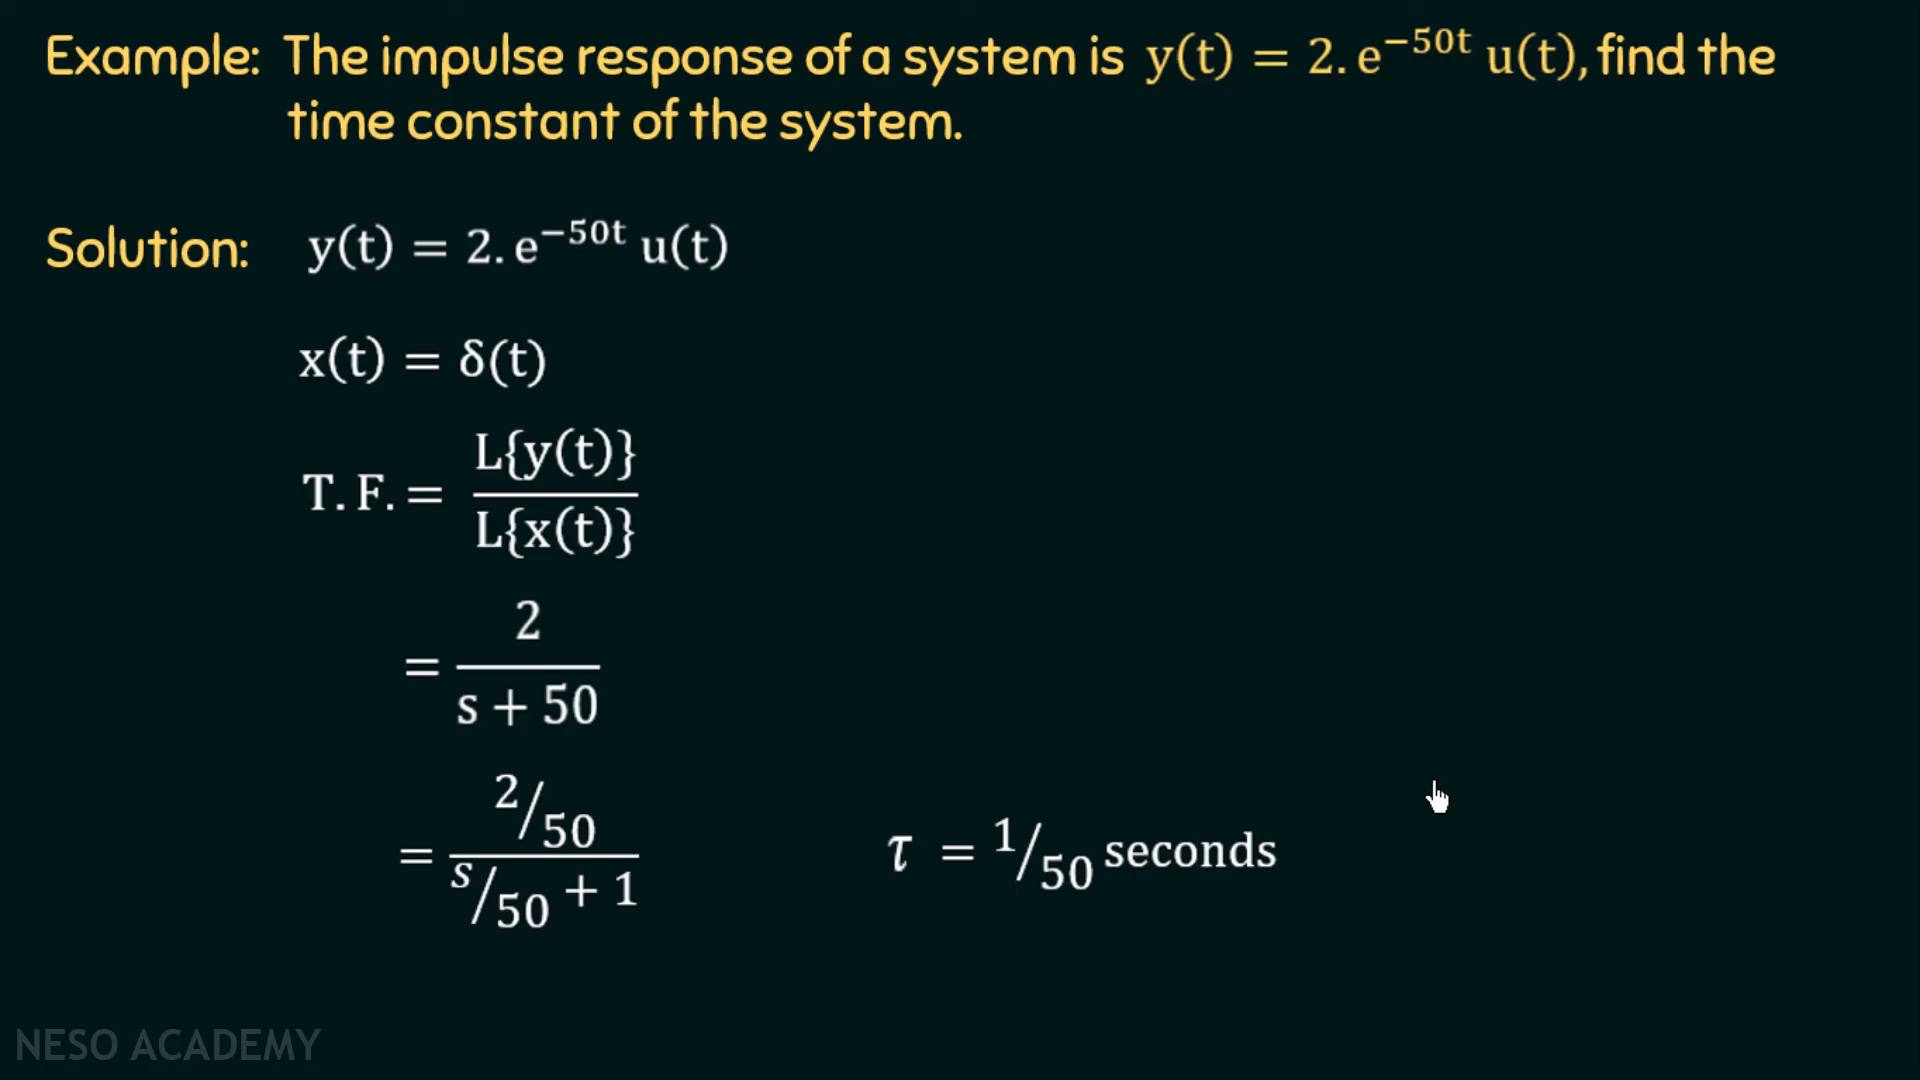 Example: The impulse response of a system is y(t) = 2. e^{−50t} u(t), find the
time constant of the system.
Solution: y(t) = 2. e^{−50t} u(t)
x(t) = δ(t)
T. F. = L{y(t)} / L{x(t)}
= 2 / (s + 50)
= (2/50) / (s/50 + 1)
τ = 1/50 seconds
NESO ACADEMY